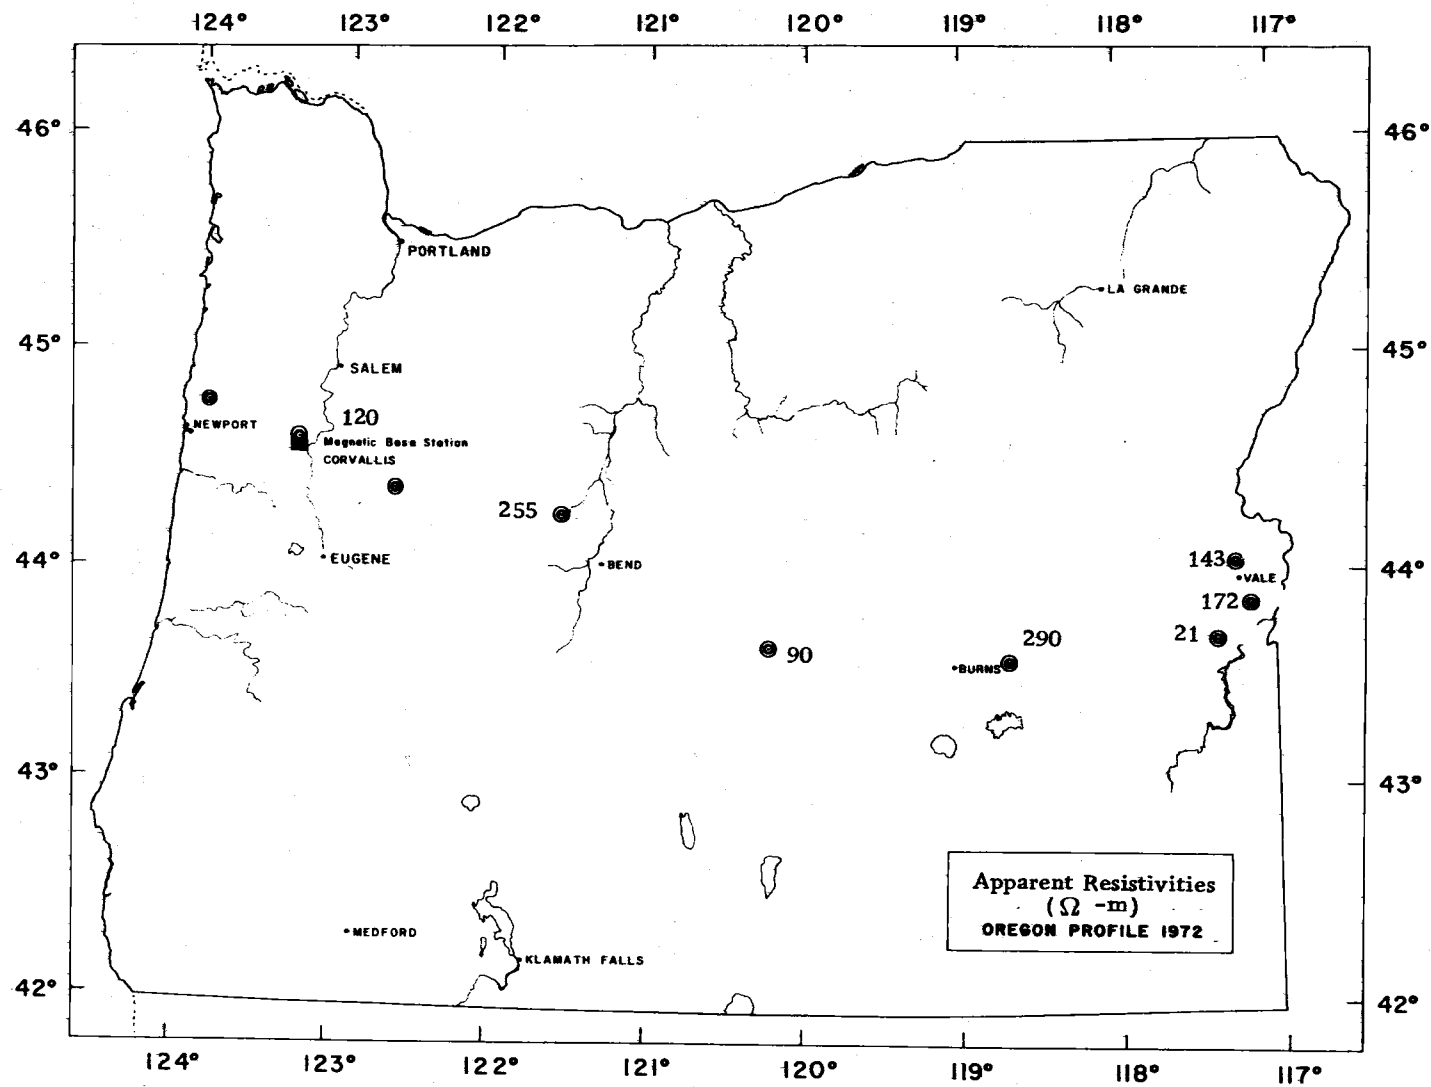 124° 123° 122° 121° 120° 119° 118° 117°
46° 46°
PORTLAND
LA GRANDE
45° 45°
SALEM
120
NEWPORT
Magnetic Base Station
CORVALLIS
255
143
44° EUGENE BEND 44°
VALE
172
21
290
90
BURNS
43° 43°
Apparent Resistivities
(Ω -m)
OREGON PROFILE 1972
MEDFORD
KLAMATH FALLS
42° 42°
124° 123° 122° 121° 120° 119° 118° 117°